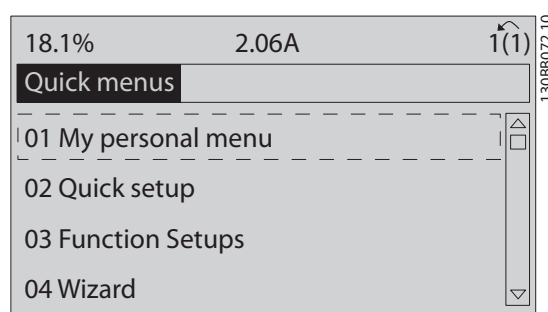 18.1% 2.06A 1(1)
Quick menus
01 My personal menu
02 Quick setup
03 Function Setups
04 Wizard
130BB072.10